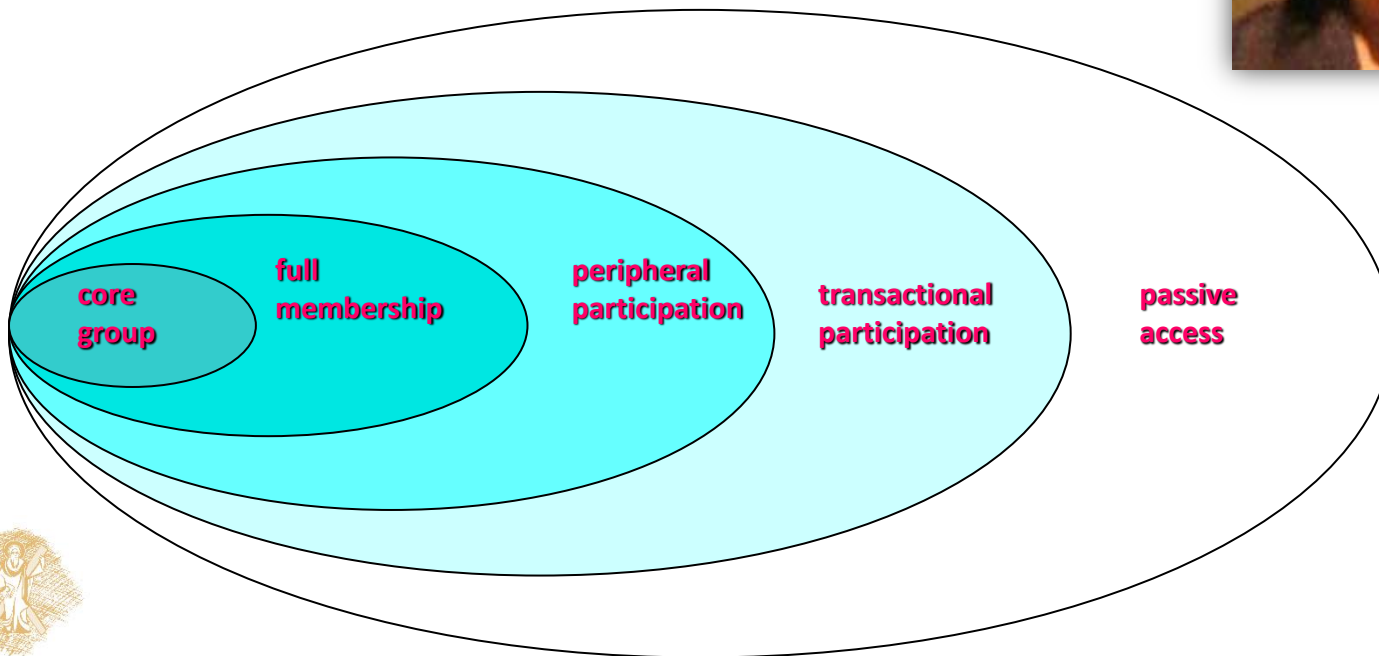 core
group
full
membership
peripheral
participation
transactional
participation
passive
access